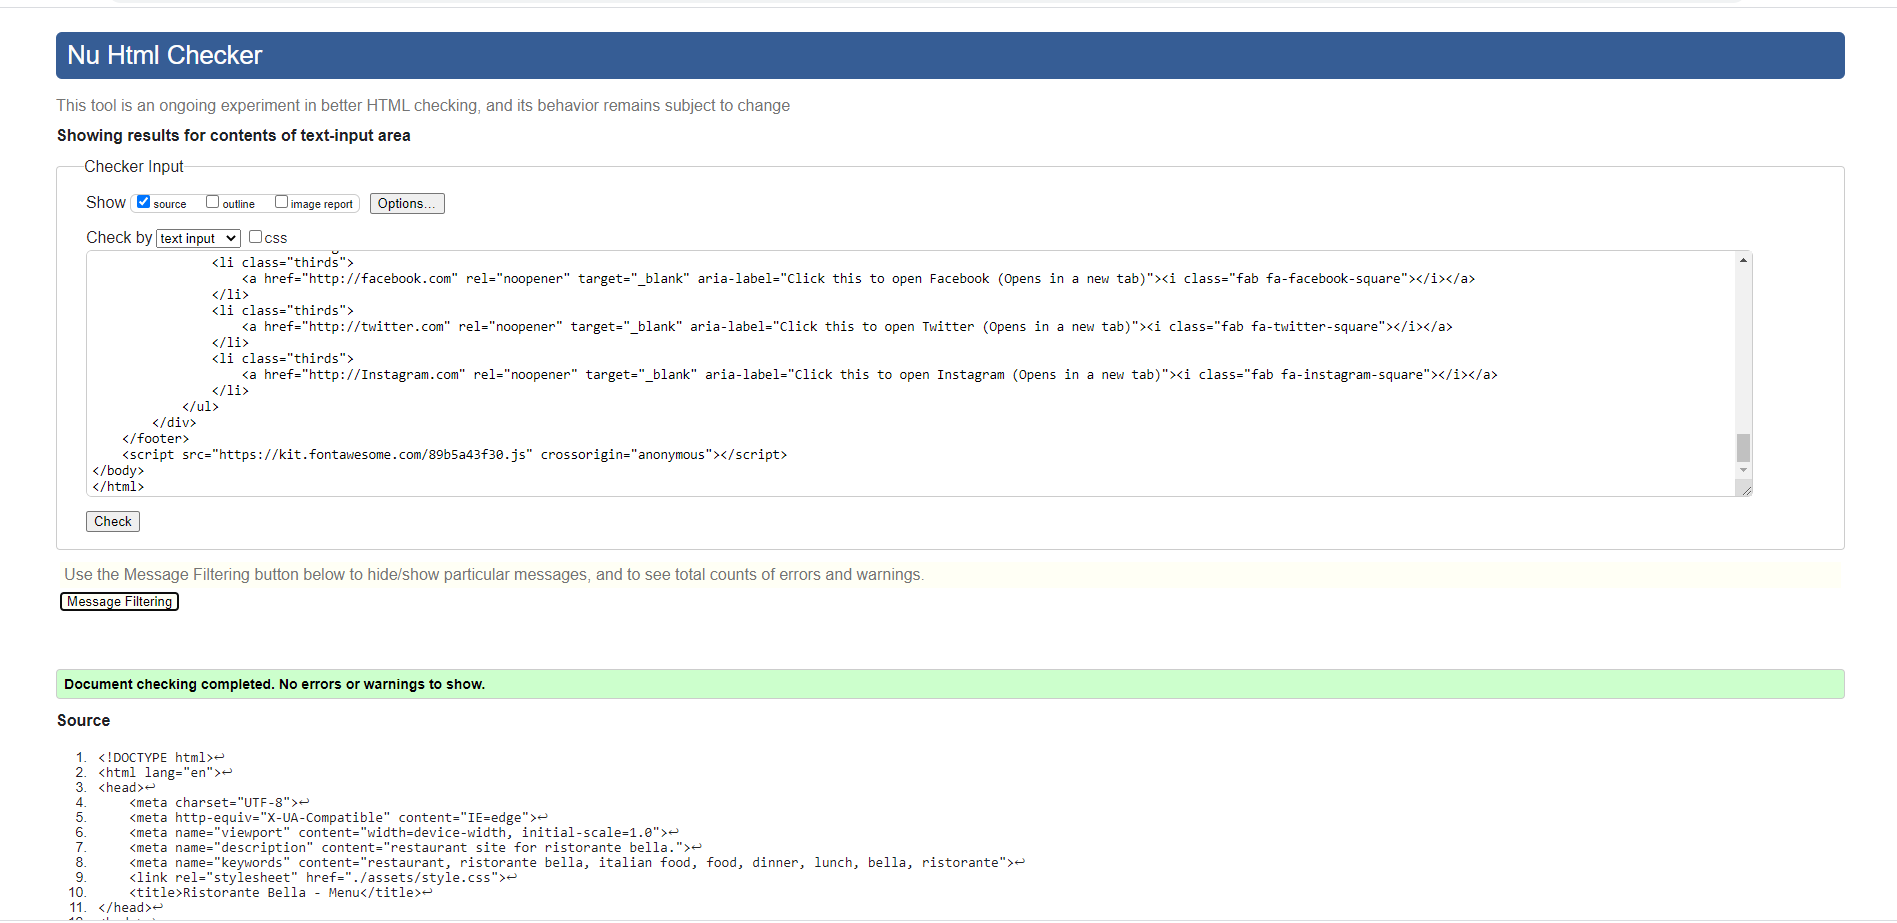 Nu Html Checker
This tool is an ongoing experiment in better HTML checking, and its behavior remains subject to change
Showing results for contents of text-input area
Checker Input
Show source outline image report Options...
Check by text input css
<li class="thirds">
<a href="http://facebook.com" rel="noopener" target="_blank" aria-label="Click this to open Facebook (Opens in a new tab)"><i class="fab fa-facebook-square"></i></a>
</li>
<li class="thirds">
<a href="http://twitter.com" rel="noopener" target="_blank" aria-label="Click this to open Twitter (Opens in a new tab)"><i class="fab fa-twitter-square"></i></a>
</li>
<li class="thirds">
<a href="http://Instagram.com" rel="noopener" target="_blank" aria-label="Click this to open Instagram (Opens in a new tab)"><i class="fab fa-instagram-square"></i></a>
</li>
</ul>
</div>
</footer>
<script src="https://kit.fontawesome.com/89b5a43f30.js" crossorigin="anonymous"></script>
</body>
</html>
Check
Use the Message Filtering button below to hide/show particular messages, and to see total counts of errors and warnings.
Message Filtering
Document checking completed. No errors or warnings to show.
Source
1. <!DOCTYPE html>↩
2. <html lang="en">↩
3. <head>↩
4. <meta charset="UTF-8">↩
5. <meta http-equiv="X-UA-Compatible" content="IE=edge">↩
6. <meta name="viewport" content="width=device-width, initial-scale=1.0">↩
7. <meta name="description" content="restaurant site for ristorante bella.">↩
8. <meta name="keywords" content="restaurant, ristorante bella, italian food, food, dinner, lunch, bella, ristorante">↩
9. <link rel="stylesheet" href="./assets/style.css">↩
10. <title>Ristorante Bella - Menu</title>↩
11. </head>↩